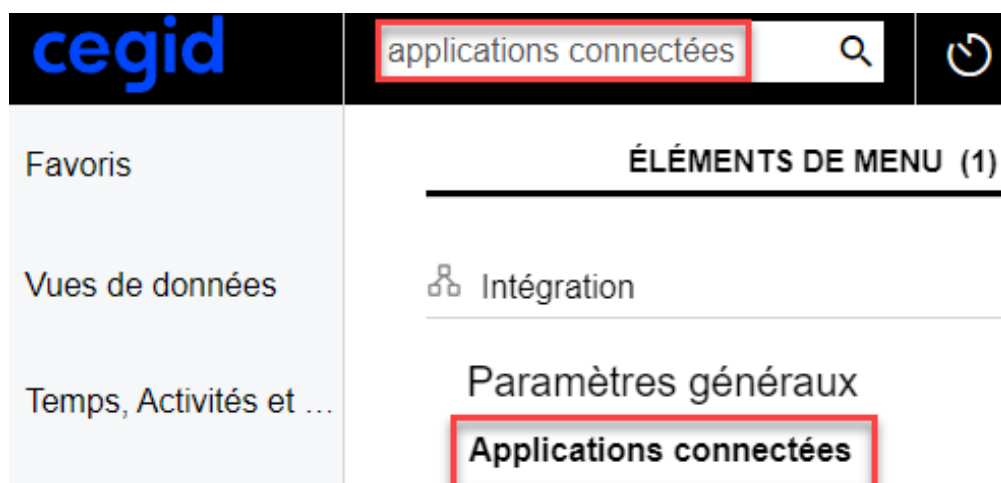 cegid
applications connectées
Favoris
Vues de données
Temps, Activités et ...
ÉLÉMENTS DE MENU (1)
Intégration
Paramètres généraux
Applications connectées